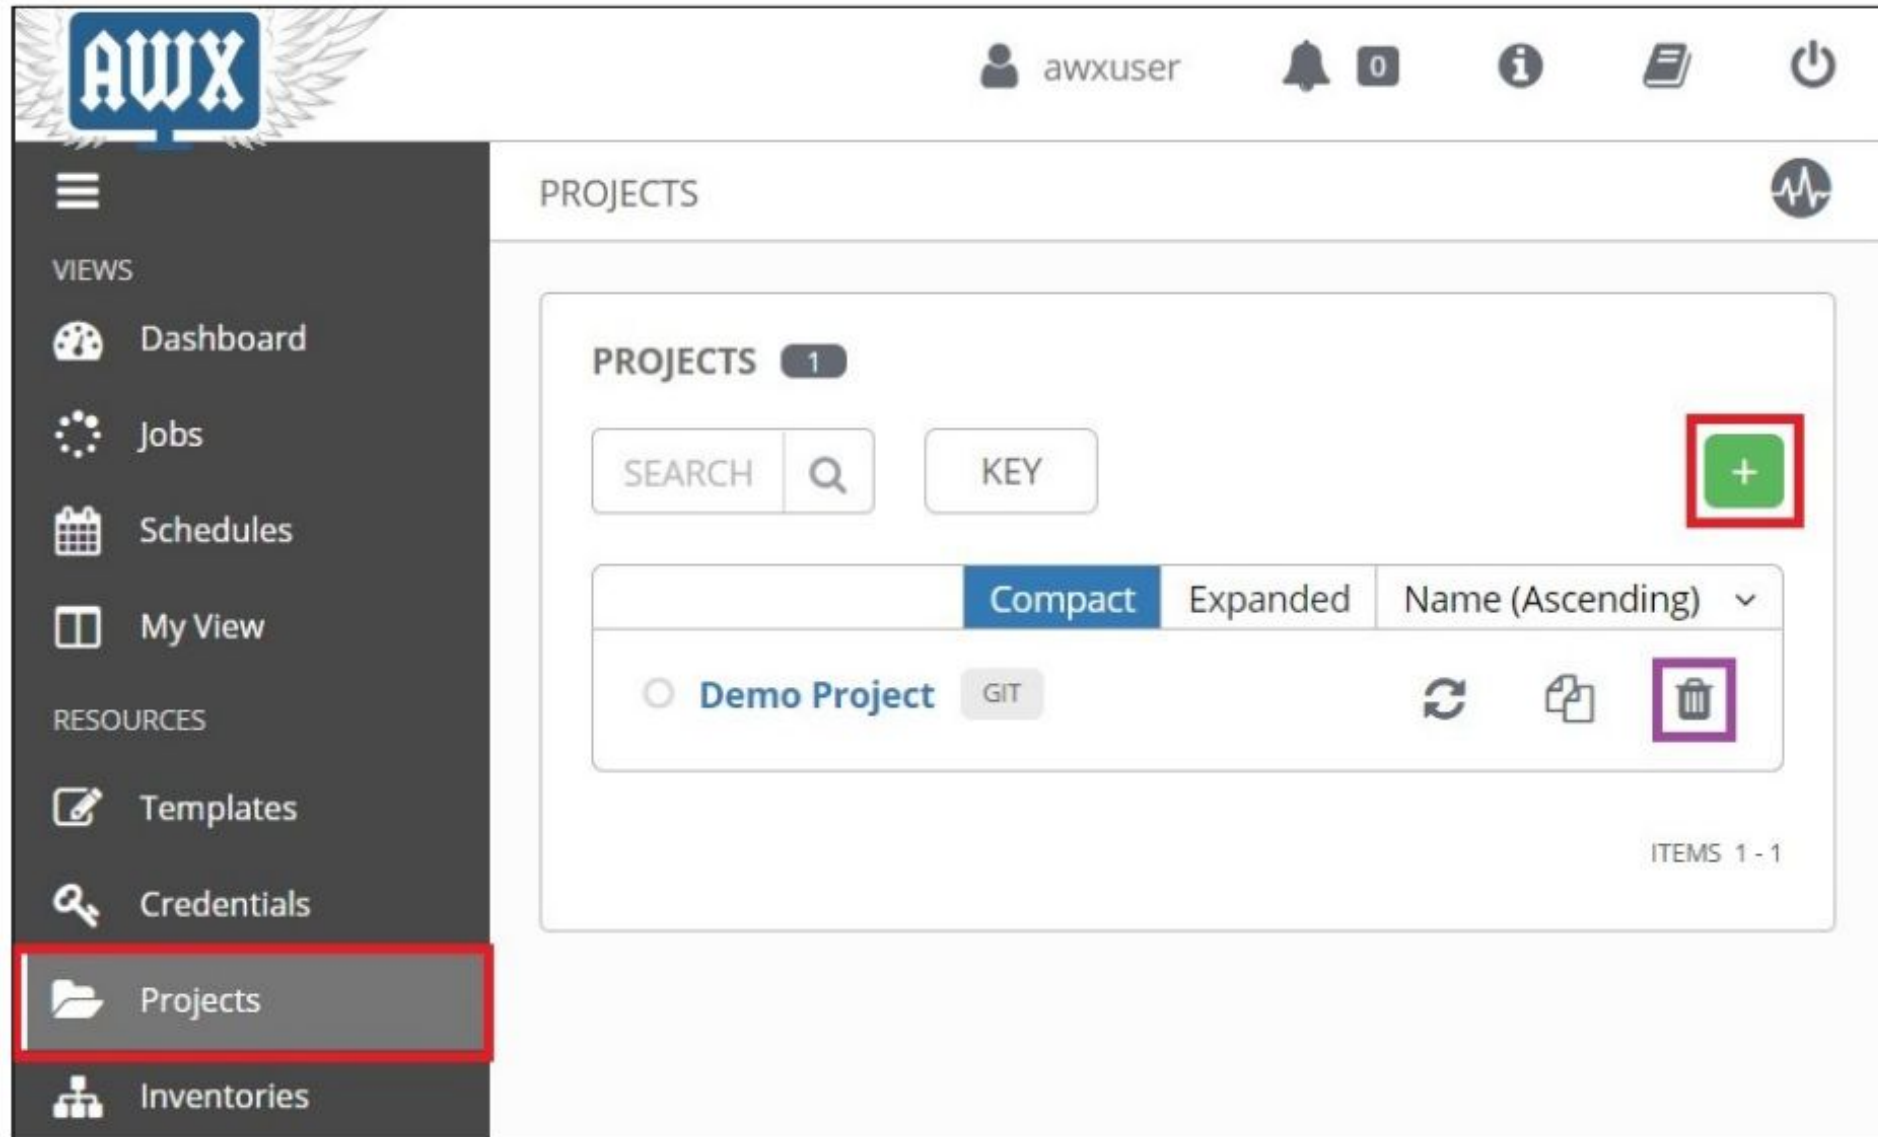 AWX
awxuser 0
PROJECTS
VIEWS
Dashboard
Jobs
Schedules
My View
RESOURCES
Templates
Credentials
Projects
Inventories
PROJECTS 1
SEARCH KEY +
Compact Expanded Name (Ascending)
Demo Project GIT
ITEMS 1 - 1